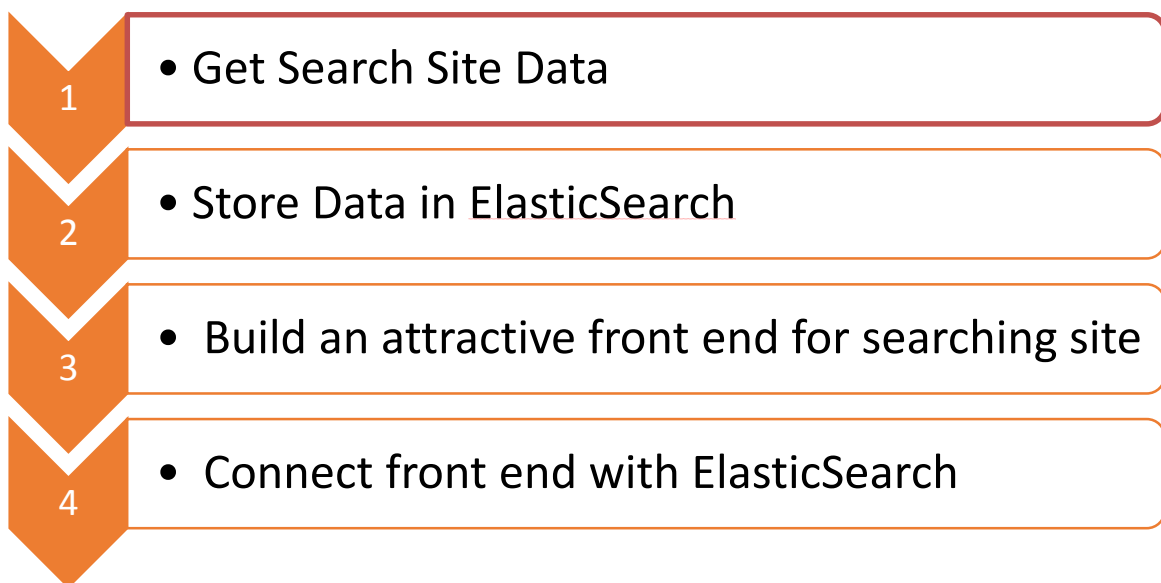 1
• Get Search Site Data
2
• Store Data in ElasticSearch
3
• Build an attractive front end for searching site
4
• Connect front end with ElasticSearch